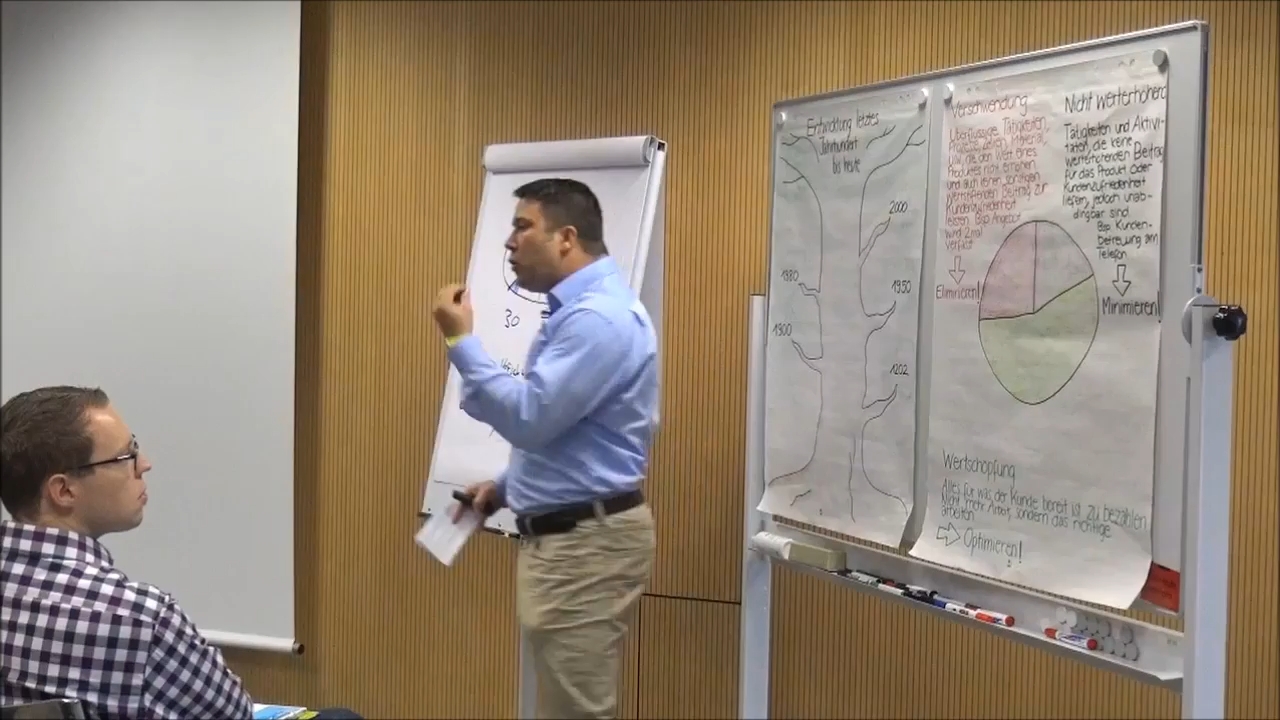 30
Entwicklung letztes
Jahrhundert
bis heute
2000
1980
1950
1900
1202
Verschwendung
Überflüssige Tätigkeiten,
Prozesse, Zeiten, Material,
usw. die den Wert eines
Produktes nicht erhöhen
und auch keinen sonstigen
werterhöhenden Beitrag zur
Kundenzufriedenheit
leisten. Bsp. Angebot
wird 2 mal
verfasst
Eliminieren!
Nicht werterhöhend
Tätigkeiten und Aktivi-
täten, die keine
werterhöhenden Beitrag
für das Produkt oder
Kundenzufriedenheit
liefern, jedoch unab-
dingbar sind.
Bsp. Kunden-
betreuung am
Telefon
Minimieren!
Wertschöpfung
Alles für was der Kunde bereit ist, zu bezahlen
Nicht mehr Arbeit, sondern das richtige
arbeiten
Optimieren!